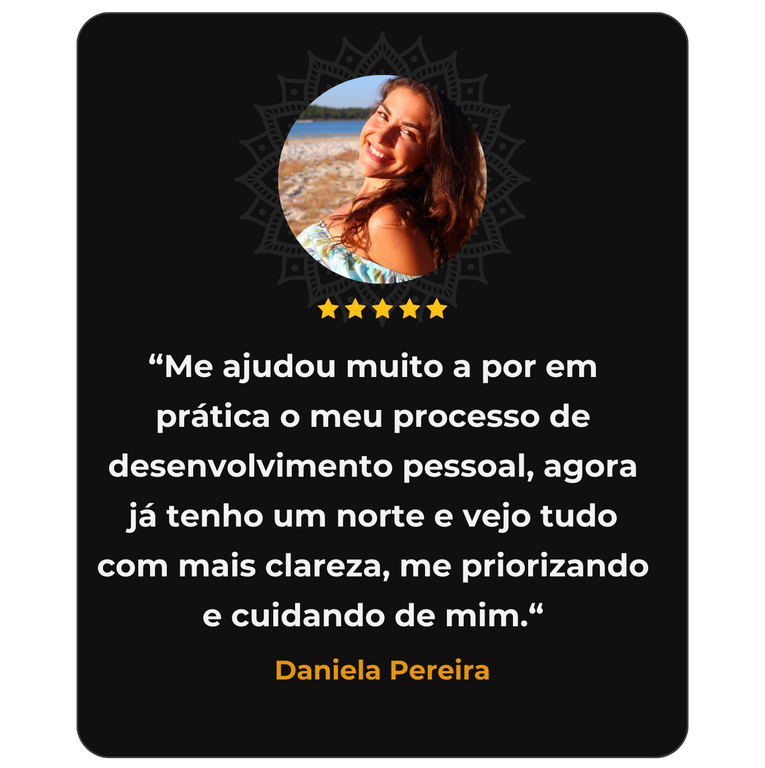 “Me ajudou muito a por em
prática o meu processo de
desenvolvimento pessoal, agora
já tenho um norte e vejo tudo
com mais clareza, me priorizando
e cuidando de mim.“
Daniela Pereira